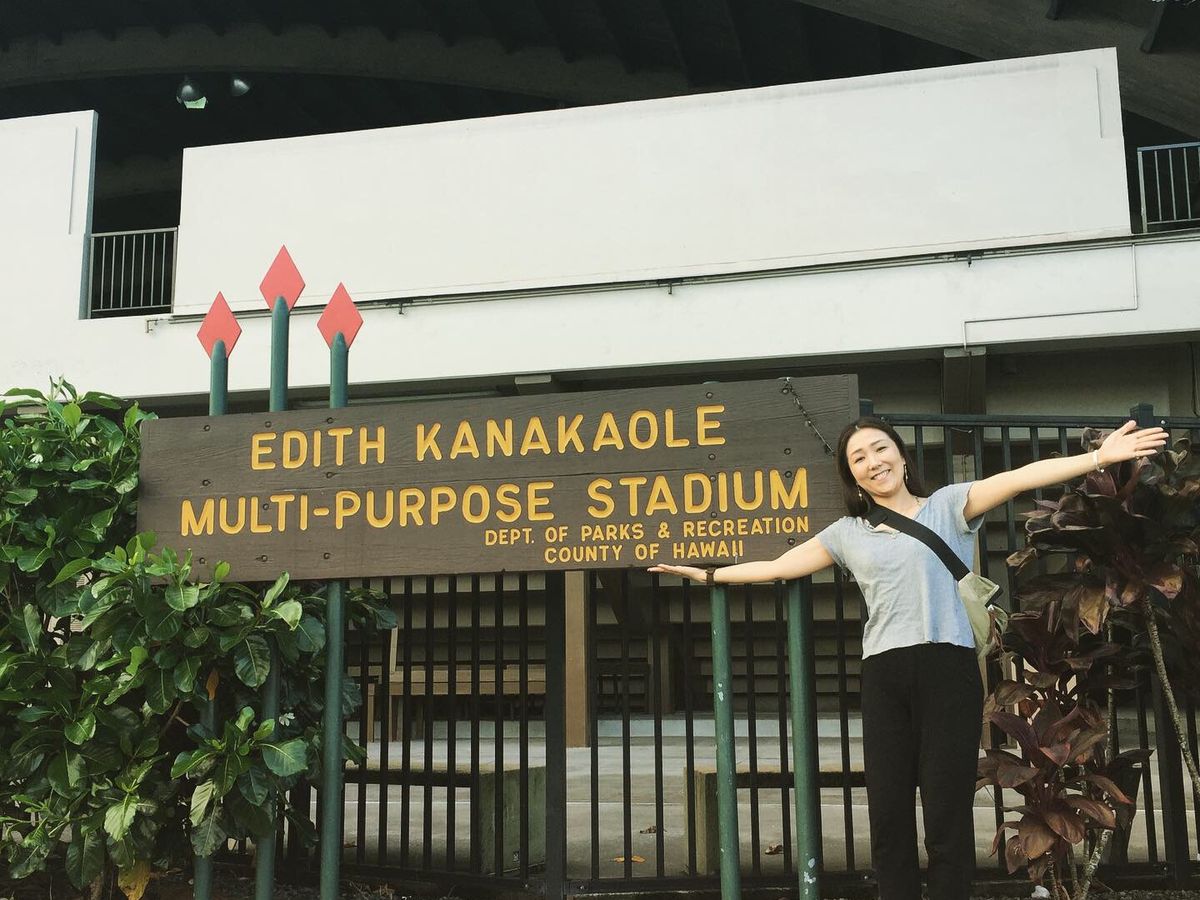 EDITH KANAKAOLE
MULTI-PURPOSE STADIUM
DEPT. OF PARKS & RECREATION
COUNTY OF HAWAII